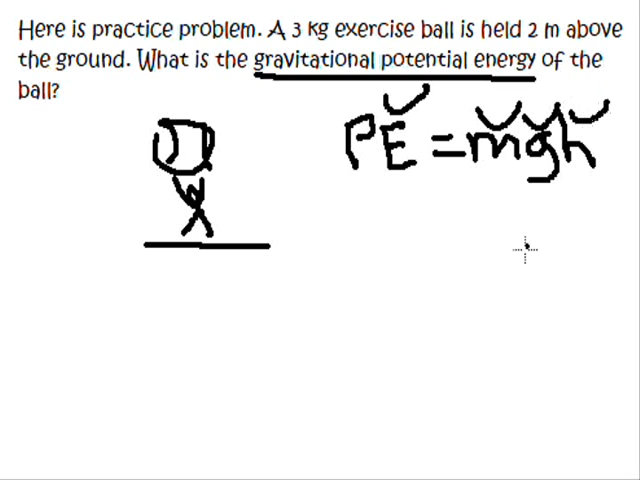 Here is practice problem. A 3 kg exercise ball is held 2 m above
the ground. What is the gravitational potential energy of the
ball?
PE = mgh